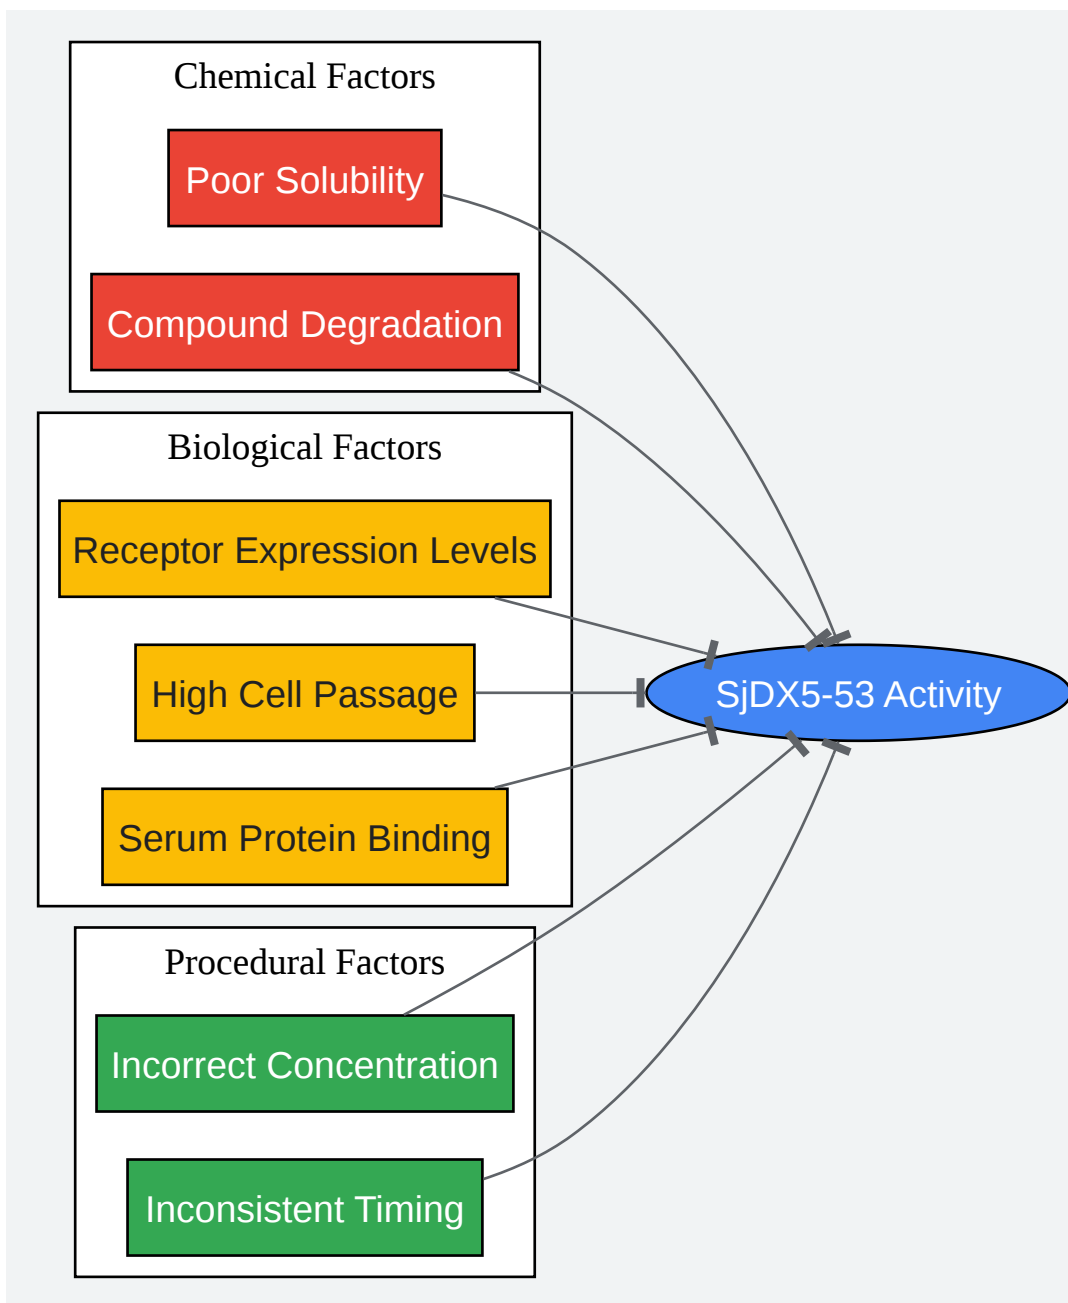 Chemical Factors
Poor Solubility
Compound Degradation
Biological Factors
Receptor Expression Levels
High Cell Passage
Serum Protein Binding
SjDX5-53 Activity
Procedural Factors
Incorrect Concentration
Inconsistent Timing